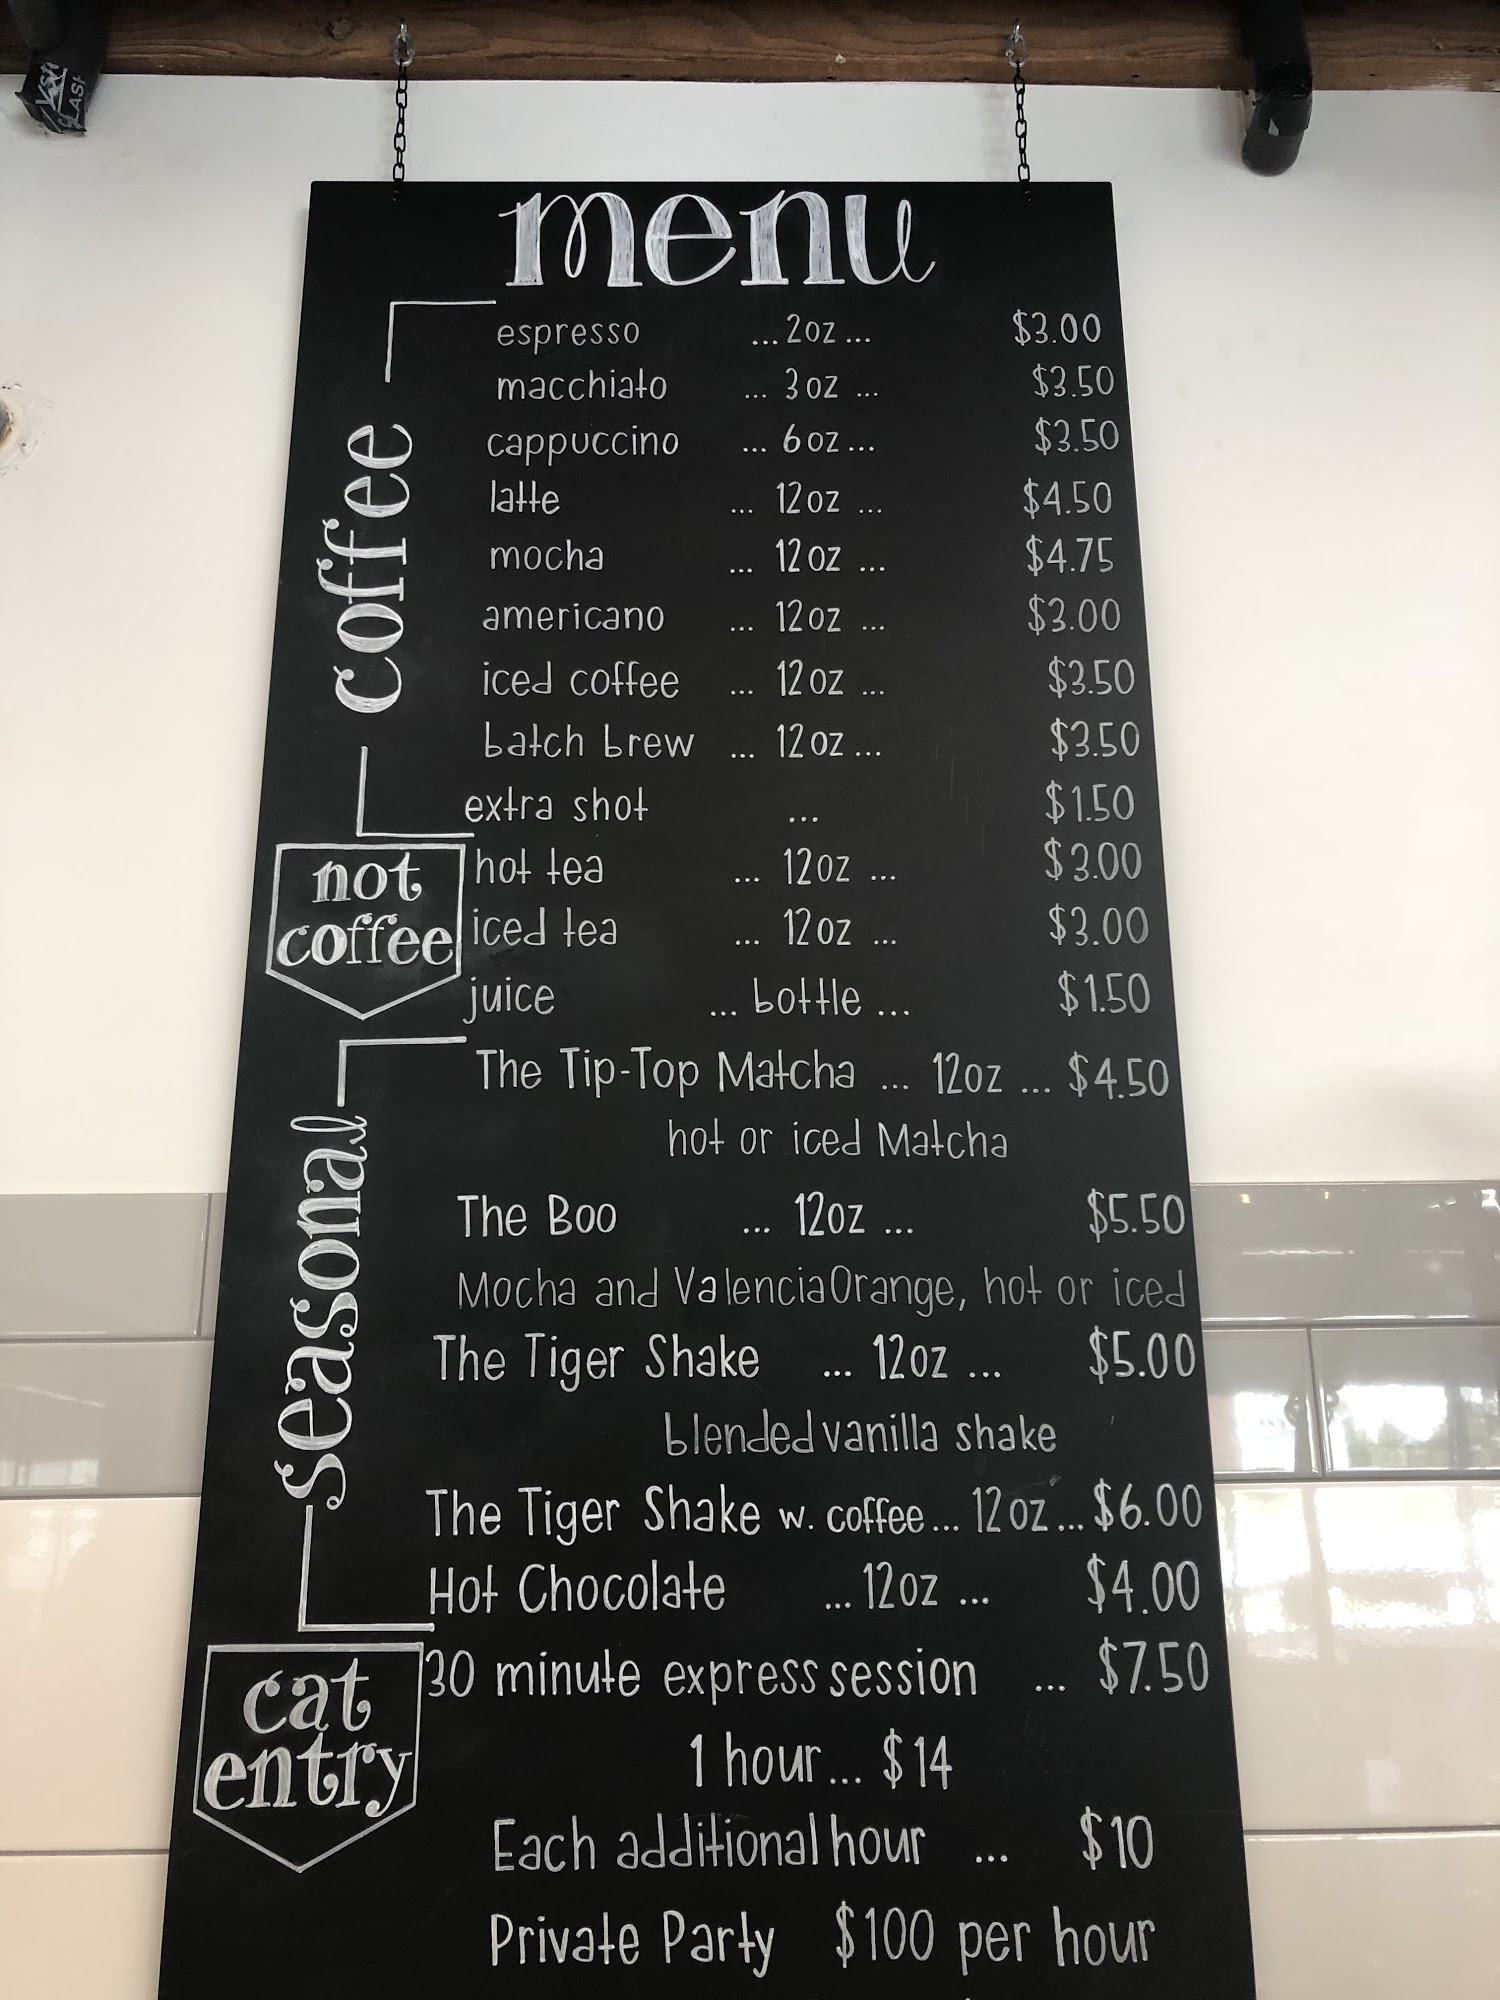 menu
coffee
espresso ... 2oz ... $3.00
macchiato ... 3oz ... $3.50
cappuccino ... 6oz ... $3.50
latte ... 12oz ... $4.50
mocha ... 12oz ... $4.75
americano ... 12oz ... $3.00
iced coffee ... 12oz ... $3.50
batch brew ... 12oz ... $3.50
extra shot ... $1.50
not
coffee
hot tea ... 12oz ... $3.00
iced tea ... 12oz ... $3.00
juice ... bottle ... $1.50
seasonal
The Tip-Top Matcha ... 12oz ... $4.50
hot or iced Matcha
The Boo ... 12oz ... $5.50
Mocha and Valencia Orange, hot or iced
The Tiger Shake ... 12oz ... $5.00
blended vanilla shake
The Tiger Shake w. coffee ... 12oz ... $6.00
Hot Chocolate ... 12oz ... $4.00
cat
entry
30 minute express session ... $7.50
1 hour ... $14
Each additional hour ... $10
Private Party $100 per hour